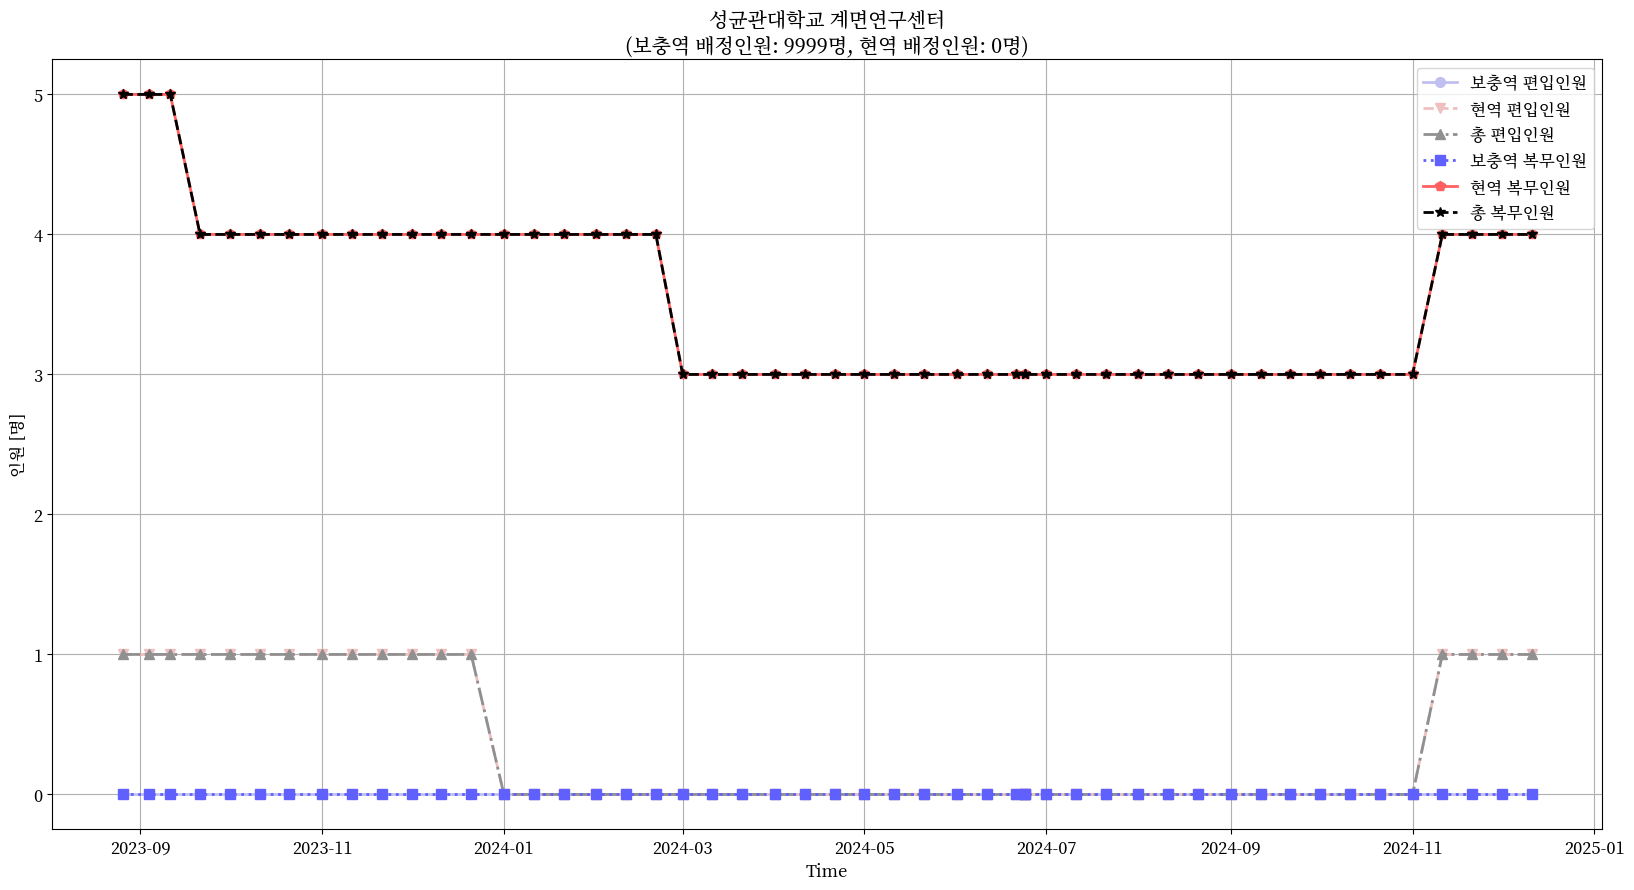 성균관대학교 계면연구센터
(보충역 배정인원: 9999명, 현역 배정인원: 0명)
보충역 편입인원
현역 편입인원
총 편입인원
보충역 복무인원
현역 복무인원
총 복무인원
인원 [명]
5
4
3
2
1
0
2023-09
2023-11
2024-01
2024-03
2024-05
2024-07
2024-09
2024-11
2025-01
Time